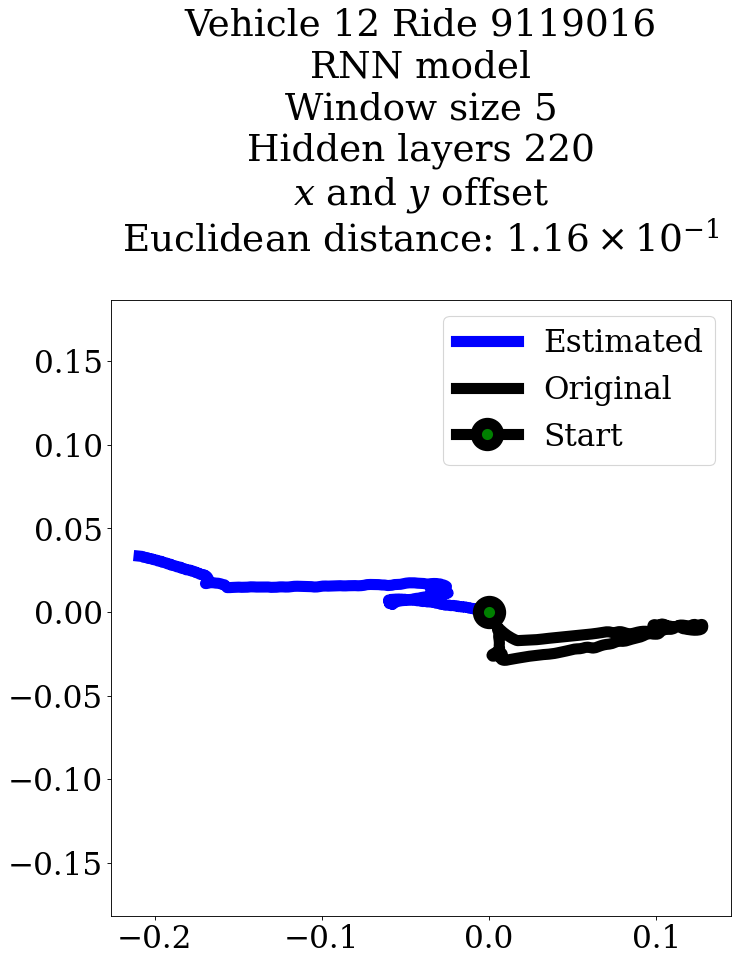 Vehicle 12 Ride 9119016
RNN model
Window size 5
Hidden layers 220
x and y offset
Euclidean distance: 1.16 × 10⁻¹
Estimated
Original
Start
0.15
0.10
0.05
0.00
−0.05
−0.10
−0.15
−0.2 −0.1 0.0 0.1